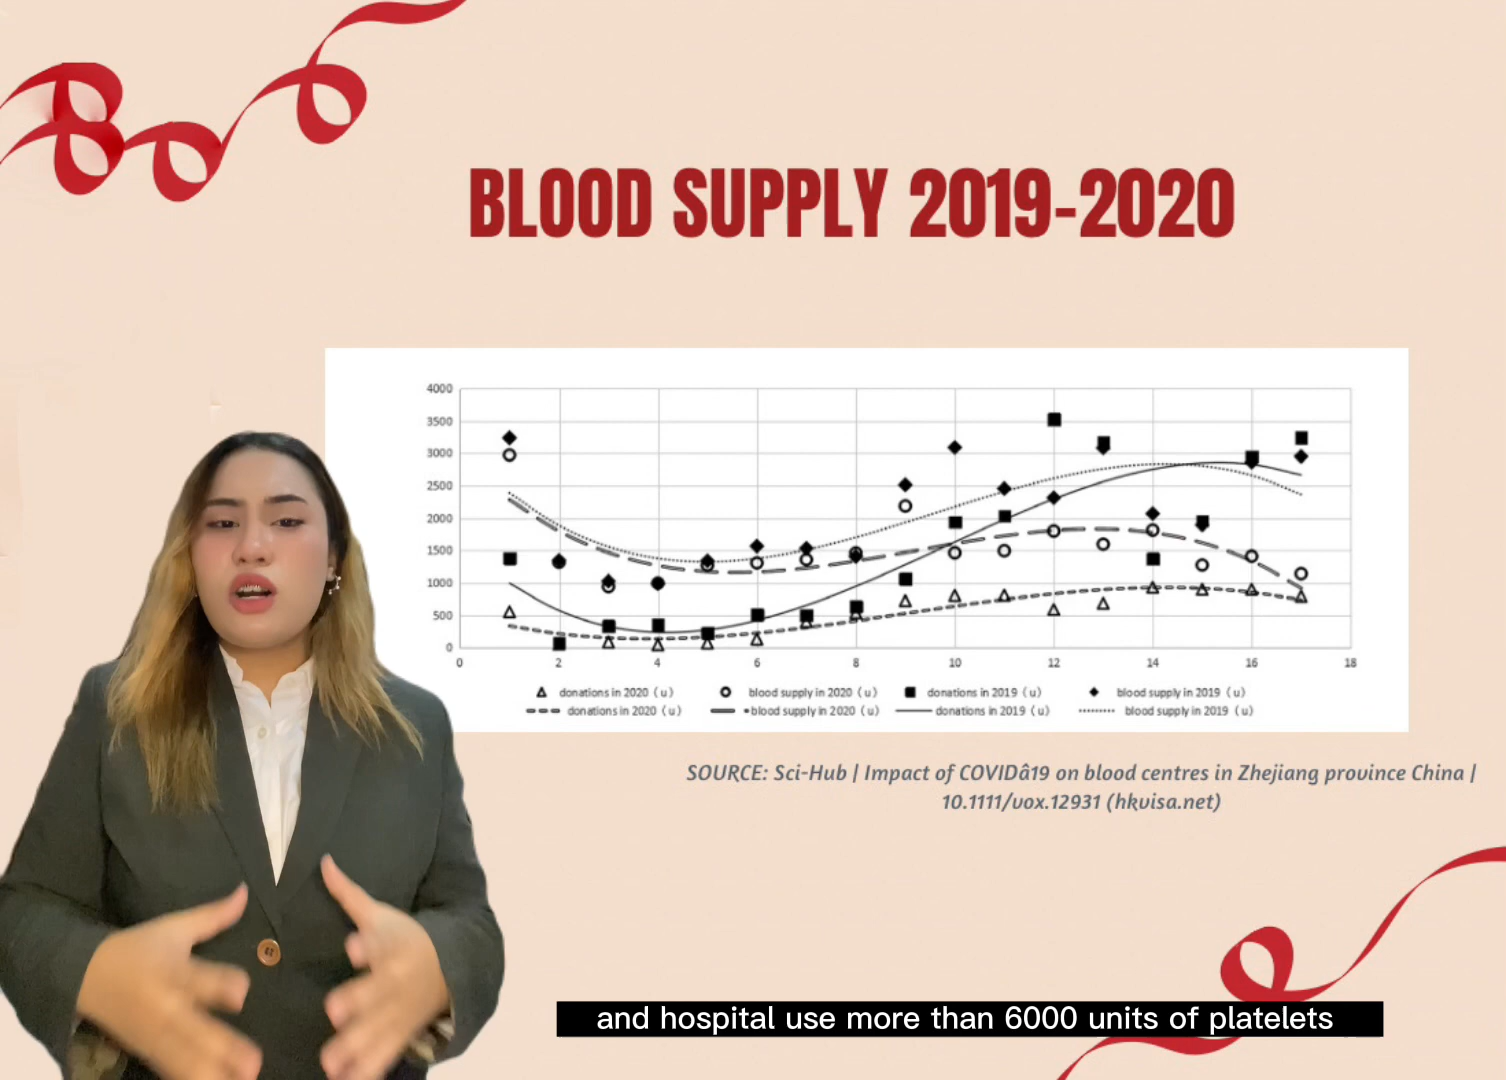 BLOOD SUPPLY 2019-2020
4000
3500
3000
2500
2000
1500
1000
500
0
0 2 4 6 8 10 12 14 16 18
donations in 2020 (u) blood supply in 2020 (u) donations in 2019 (u) blood supply in 2019 (u)
donations in 2020 (u) blood supply in 2020 (u) donations in 2019 (u) blood supply in 2019 (u)
SOURCE: Sci-Hub | Impact of COVIDâ19 on blood centres in Zhejiang province China |
10.1111/vox.12931 (hkvisa.net)
and hospital use more than 6000 units of platelets